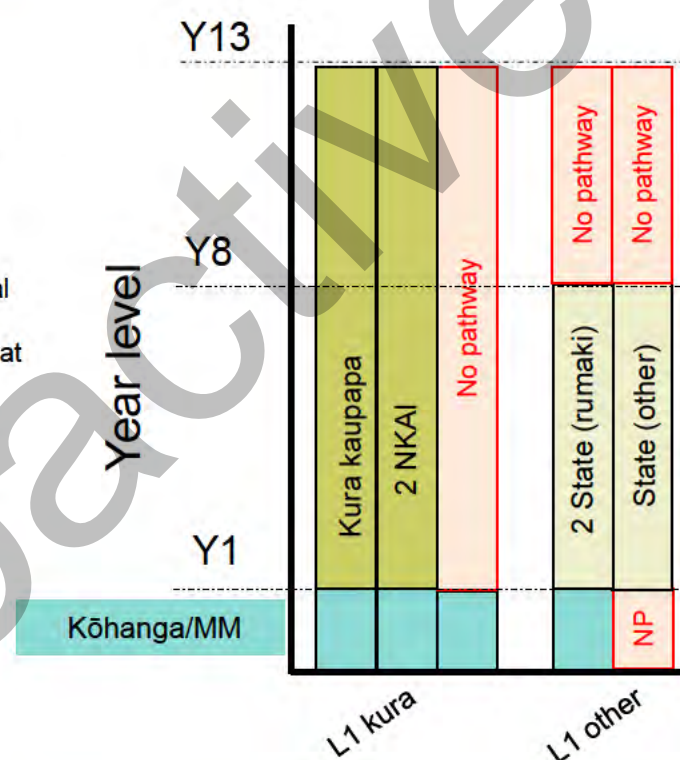 Y13
No pathway
No pathway
Y8
al
at
Year level
No pathway
Kura kaupapa
2 NKAI
2 State (rumaki)
State (other)
Y1
Kōhanga/MM
NP
L1 kura
L1 other
active